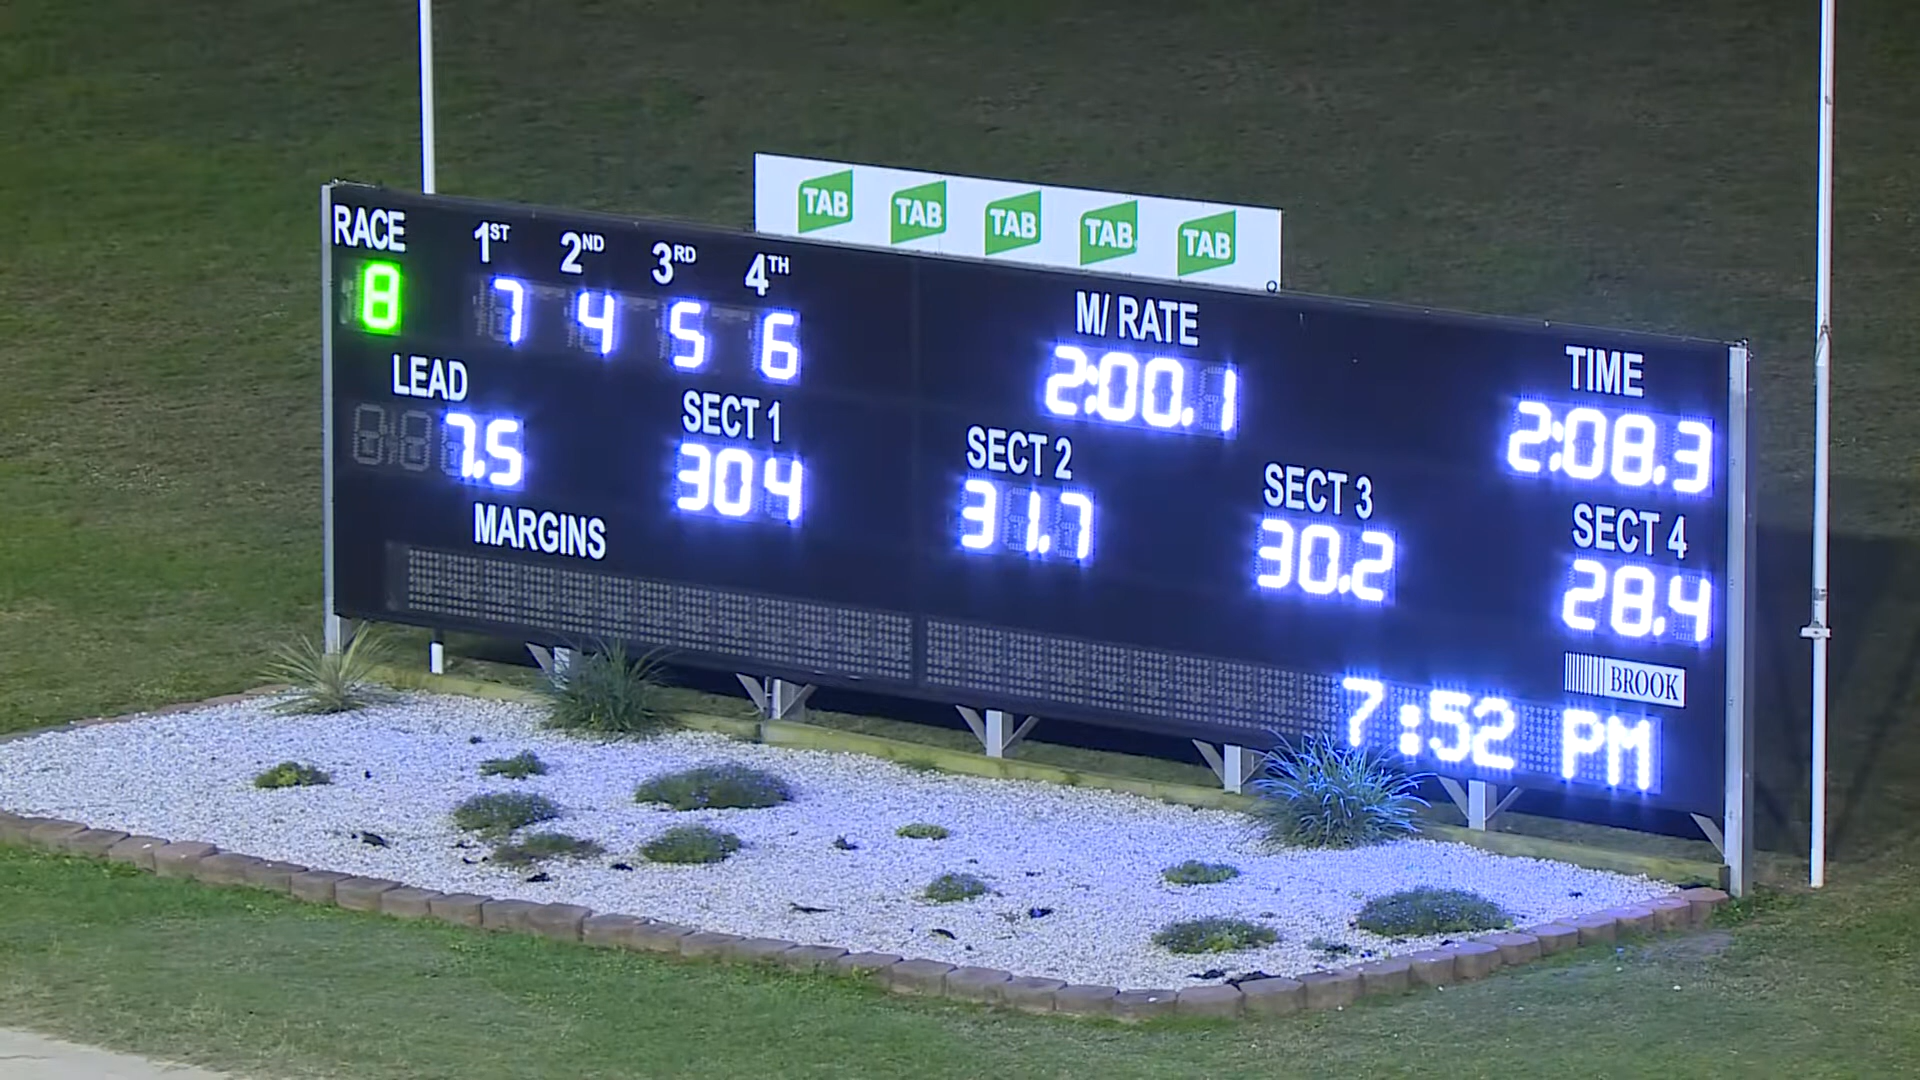 TAB TAB TAB TAB TAB
RACE 1ST 2ND 3RD 4TH M/ RATE TIME
8 7 4 5 6 2:00.1 2:08.3
LEAD SECT 1 SECT 2 SECT 3 SECT 4
7.5 304 31.7 30.2 28.4
MARGINS
BROOK
7:52 PM